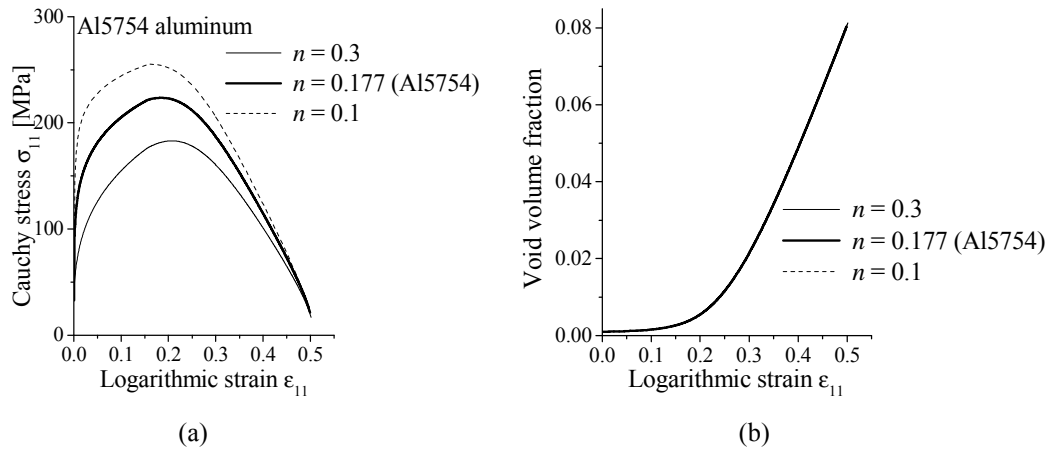 Al5754 aluminum
n = 0.3
n = 0.177 (Al5754)
n = 0.1
Cauchy stress σ11 [MPa]
300
200
100
0
0.0 0.1 0.2 0.3 0.4 0.5
Logarithmic strain ε11
(a)
n = 0.3
n = 0.177 (Al5754)
n = 0.1
Void volume fraction
0.08
0.06
0.04
0.02
0.00
0.0 0.1 0.2 0.3 0.4 0.5
Logarithmic strain ε11
(b)